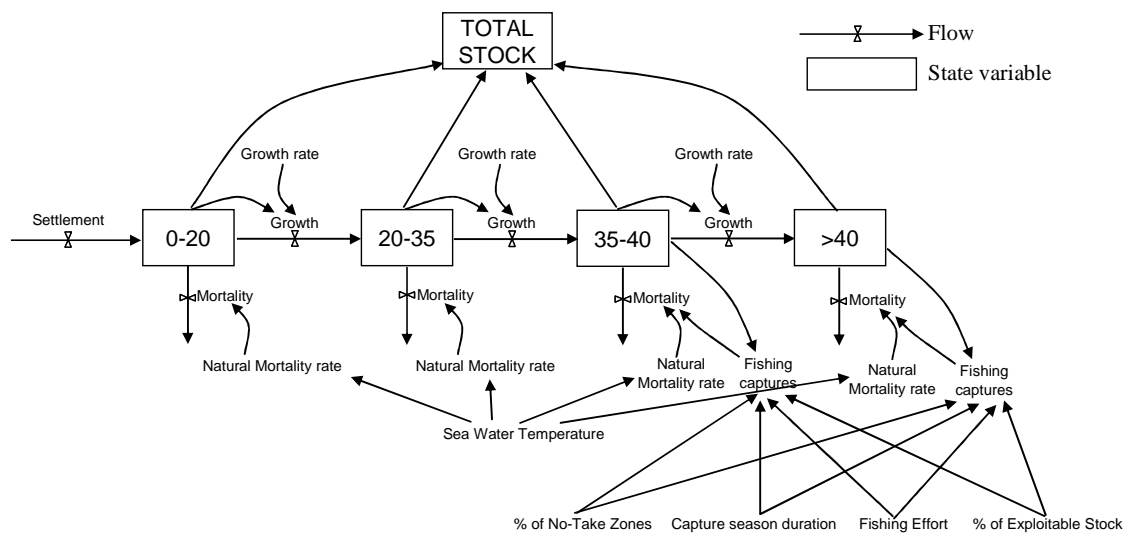 TOTAL
STOCK
Flow
State variable
Growth rate
Growth rate
Growth rate
Settlement
0-20
Growth
20-35
Growth
35-40
Growth
>40
Mortality
Mortality
Mortality
Mortality
Natural Mortality rate
Natural Mortality rate
Natural
Mortality rate
Fishing
captures
Natural
Mortality rate
Fishing
captures
Sea Water Temperature
% of No-Take Zones
Capture season duration
Fishing Effort
% of Exploitable Stock